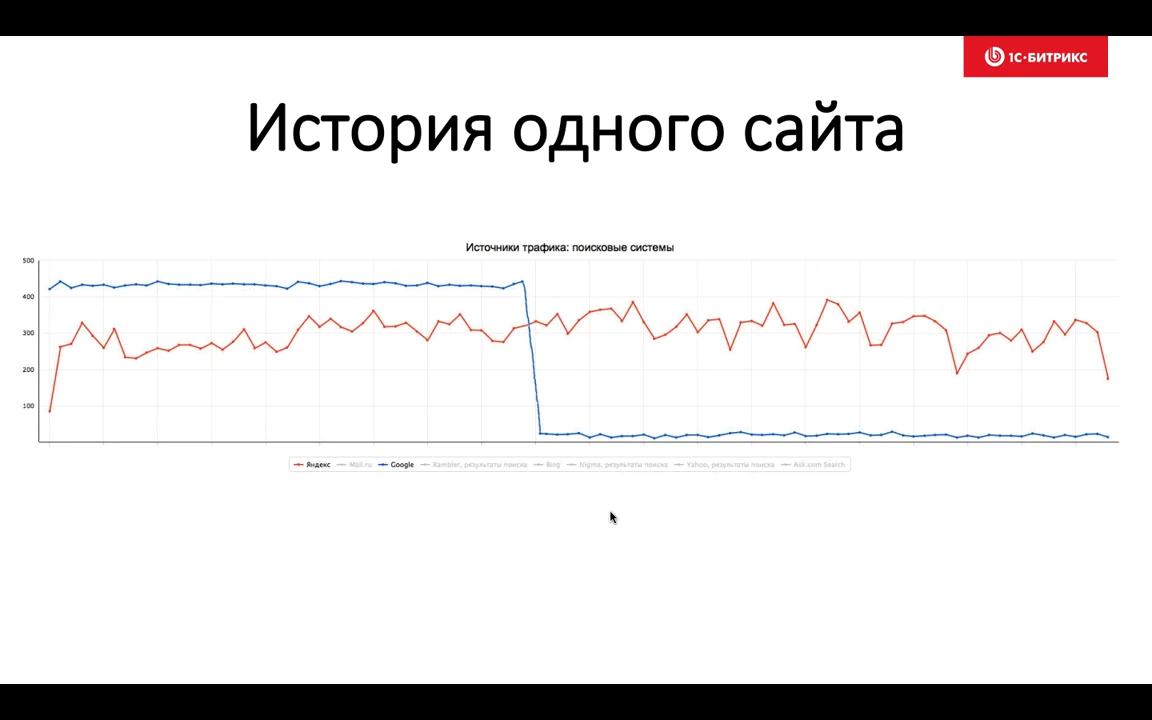 1С·БИТРИКС
История одного сайта
Источники трафика: поисковые системы
500
400
300
200
100
Яндекс Mail.ru Google Rambler, результаты поиска Bing Nigma, результаты поиска Yahoo, результаты поиска Ask.com Search